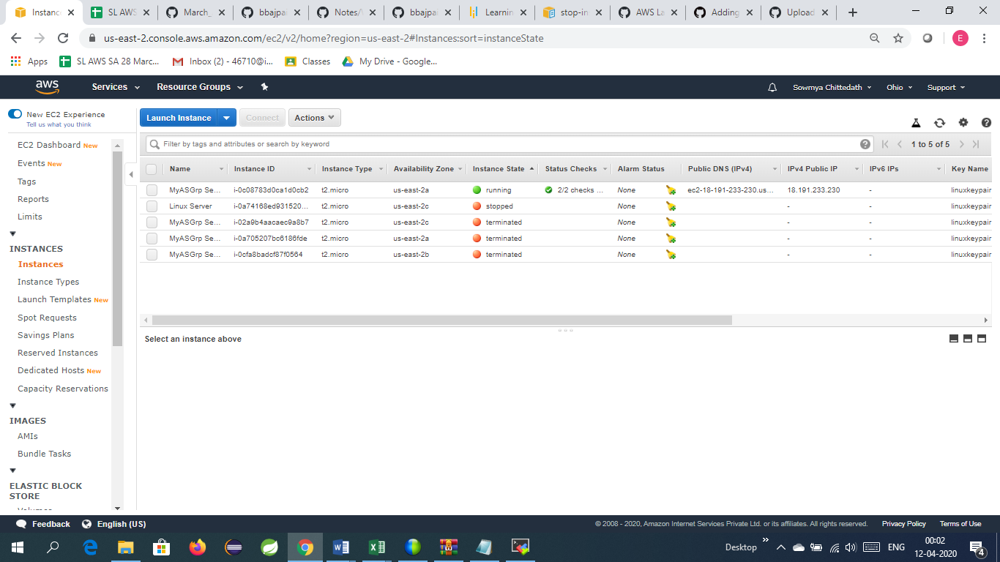 Instanc
SL AWS
March_
bbajpai
Notes/
bbajpai
Learnin
stop-in
AWS La
Adding
Upload
us-east-2.console.aws.amazon.com/ec2/v2/home?region=us-east-2#Instances:sort=instanceState
E
Apps
SL AWS SA 28 Marc...
Inbox (2) - 46710@i...
Classes
My Drive - Google...
aws
Services
Resource Groups
Sowmya Chittedath
Ohio
Support
New EC2 Experience
Tell us what you think
EC2 Dashboard New
Events New
Tags
Reports
Limits
INSTANCES
Instances
Instance Types
Launch Templates New
Spot Requests
Savings Plans
Reserved Instances
Dedicated Hosts New
Capacity Reservations
IMAGES
AMIs
Bundle Tasks
ELASTIC BLOCK
STORE
Volumes
Launch Instance
Connect
Actions
Filter by tags and attributes or search by keyword
1 to 5 of 5
Name Instance ID Instance Type Availability Zone Instance State Status Checks Alarm Status Public DNS (IPv4) IPv4 Public IP IPv6 IPs Key Name
MyASGrp Se... i-0c08783d0ca1d0cb2 t2.micro us-east-2a running 2/2 checks ... None ec2-18-191-233-230.us... 18.191.233.230 - linuxkeypair
Linux Server i-0a74168ed931520... t2.micro us-east-2c stopped None - - linuxkeypair
MyASGrp Se... i-02a9b4aacaec9a8b7 t2.micro us-east-2c terminated None - - linuxkeypair
MyASGrp Se... i-0a705207bc6186fde t2.micro us-east-2a terminated None - - linuxkeypair
MyASGrp Se... i-0cfa8badcf87f0564 t2.micro us-east-2b terminated None - - linuxkeypair
Select an instance above
Feedback
English (US)
© 2008 - 2020, Amazon Internet Services Private Ltd. or its affiliates. All rights reserved.
Privacy Policy
Terms of Use
Desktop
ENG
00:02
12-04-2020
4